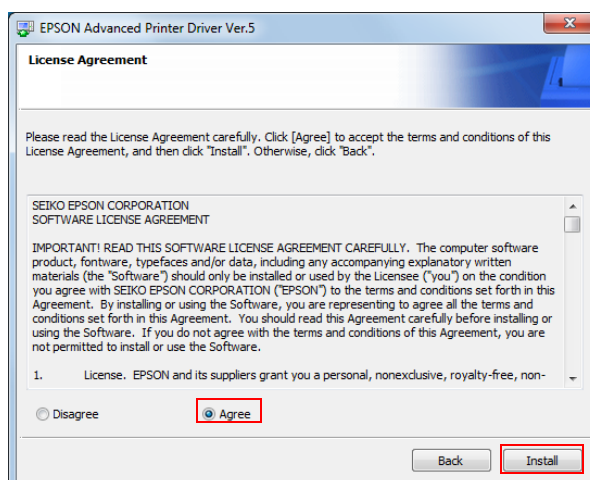 EPSON Advanced Printer Driver Ver.5
License Agreement
Please read the License Agreement carefully. Click [Agree] to accept the terms and conditions of this
License Agreement, and then click "Install". Otherwise, click "Back".
SEIKO EPSON CORPORATION
SOFTWARE LICENSE AGREEMENT
IMPORTANT! READ THIS SOFTWARE LICENSE AGREEMENT CAREFULLY. The computer software
product, fontware, typefaces and/or data, including any accompanying explanatory written
materials (the "Software") should only be installed or used by the Licensee ("you") on the condition
you agree with SEIKO EPSON CORPORATION ("EPSON") to the terms and conditions set forth in this
Agreement. By installing or using the Software, you are representing to agree all the terms and
conditions set forth in this Agreement. You should read this Agreement carefully before installing or
using the Software. If you do not agree with the terms and conditions of this Agreement, you are
not permitted to install or use the Software.
1. License. EPSON and its suppliers grant you a personal, nonexclusive, royalty-free, non-
Disagree Agree
Back Install